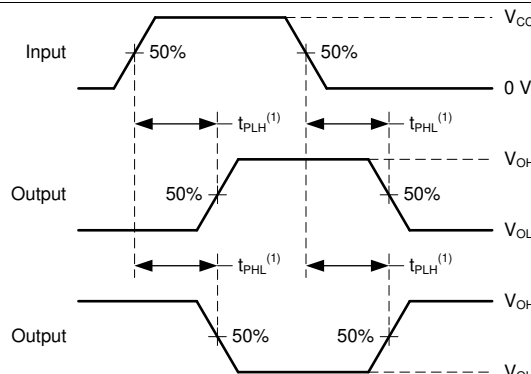 V_CC
Input 50% 50%
0 V
t_PLH^(1) t_PHL^(1)
V_OH
Output 50% 50%
V_OL
t_PHL^(1) t_PLH^(1)
V_OH
Output 50% 50%
V_OL